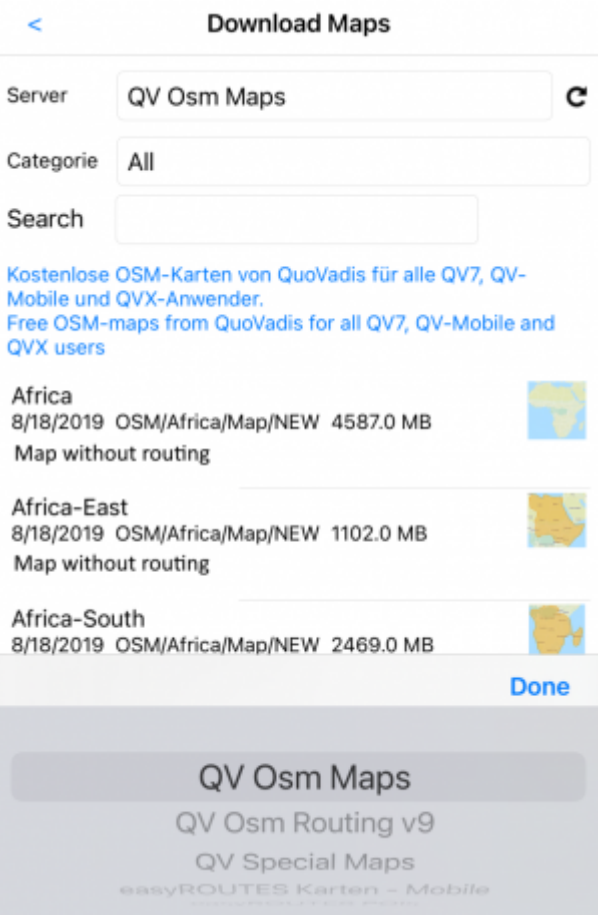 <
Download Maps
Server
QV Osm Maps
Categorie
All
Search
Kostenlose OSM-Karten von QuoVadis für alle QV7, QV-
Mobile und QVX-Anwender.
Free OSM-maps from QuoVadis for all QV7, QV-Mobile and
QVX users
Africa
8/18/2019 OSM/Africa/Map/NEW 4587.0 MB
Map without routing
Africa-East
8/18/2019 OSM/Africa/Map/NEW 1102.0 MB
Map without routing
Africa-South
8/18/2019 OSM/Africa/Map/NEW 2469.0 MB
Done
QV Osm Maps
QV Osm Routing v9
QV Special Maps
easyROUTES Karten - Mobile